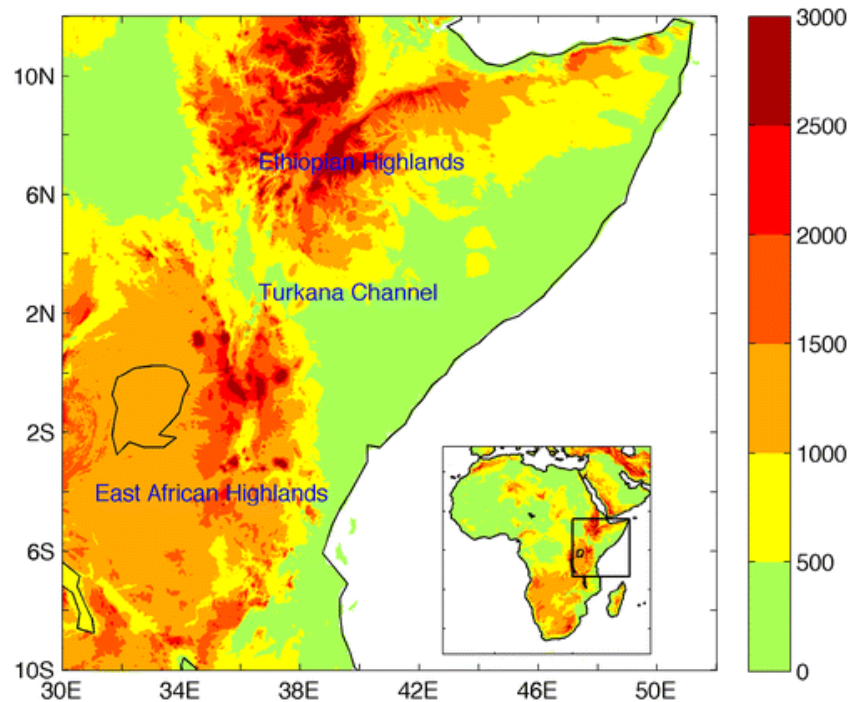 10N
6N
2N
2S
6S
10S
30E
34E
38E
42E
46E
50E
Efhiopian Highlands
Turkana Channel
East African Highlands
3000
2500
2000
1500
1000
500
0